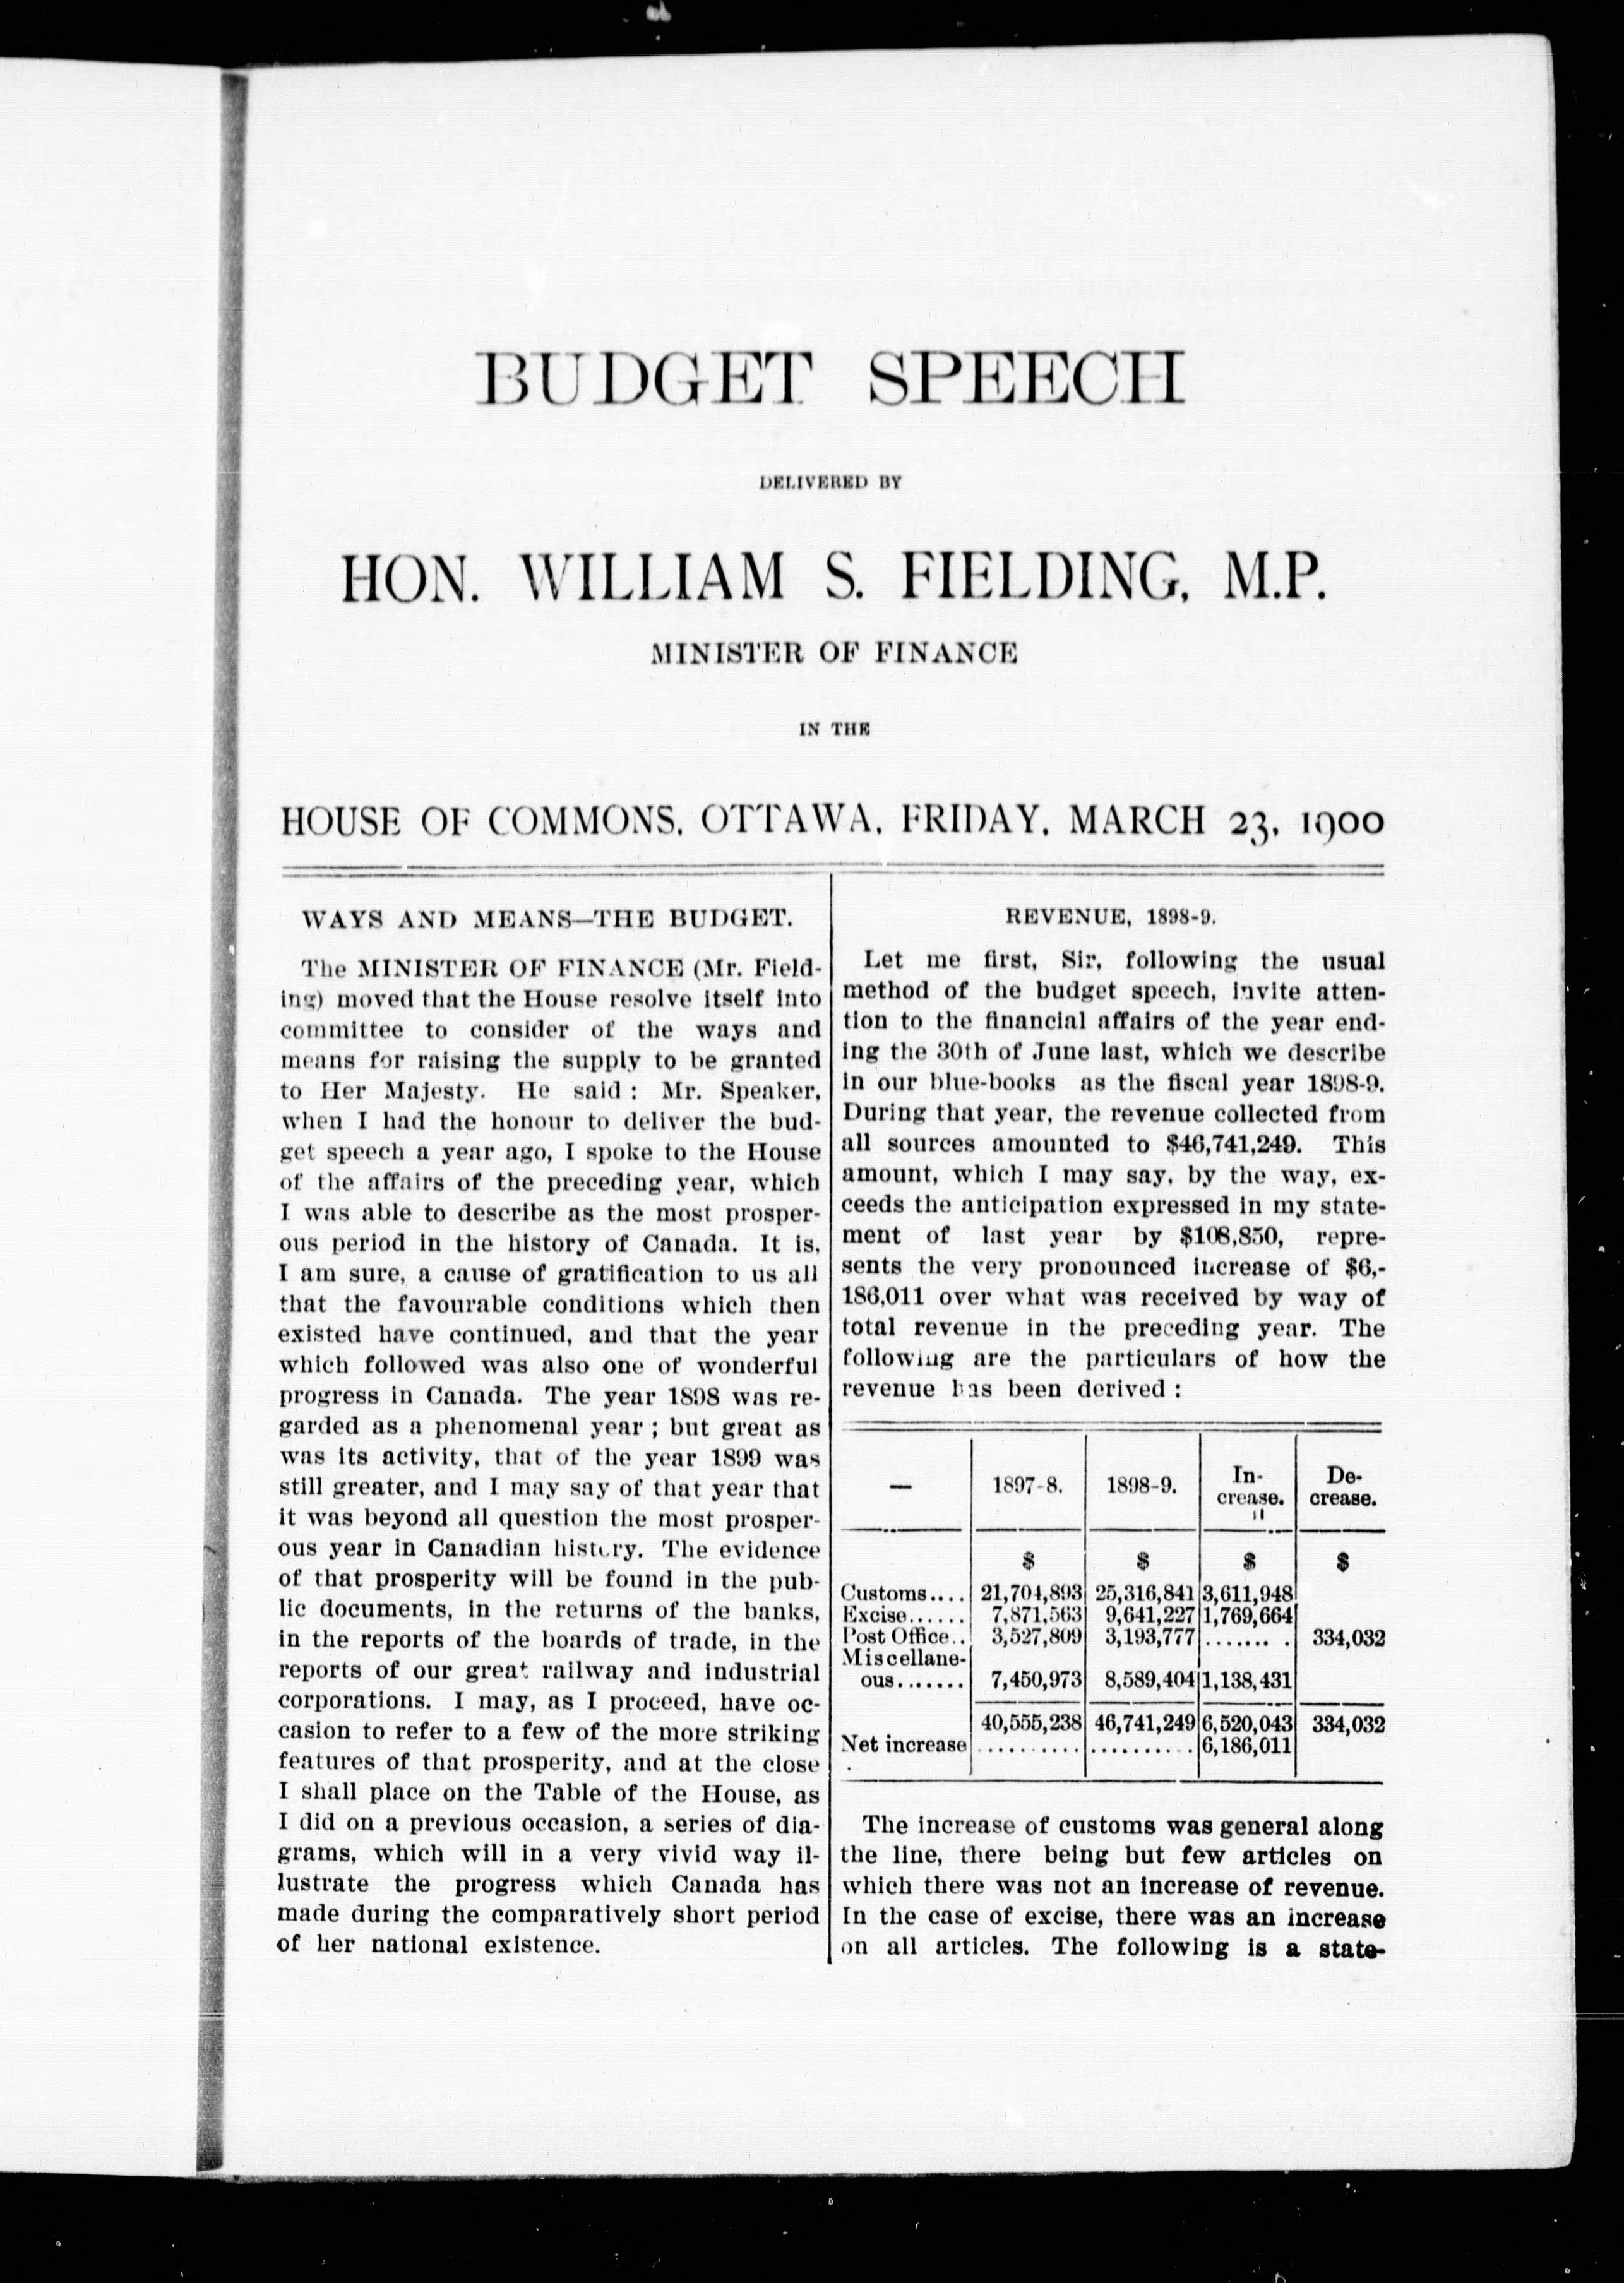 BUDGET SPEECH
DELIVERED BY
HON. WILLIAM S. FIELDING, M.P.
MINISTER OF FINANCE
IN THE
HOUSE OF COMMONS, OTTAWA, FRIDAY, MARCH 23, 1900
WAYS AND MEANS—THE BUDGET.
The MINISTER OF FINANCE (Mr. Field-
ing) moved that the House resolve itself into
committee to consider of the ways and
means for raising the supply to be granted
to Her Majesty. He said : Mr. Speaker,
when I had the honour to deliver the bud-
get speech a year ago, I spoke to the House
of the affairs of the preceding year, which
I was able to describe as the most prosper-
ous period in the history of Canada. It is,
I am sure, a cause of gratification to us all
that the favourable conditions which then
existed have continued, and that the year
which followed was also one of wonderful
progress in Canada. The year 1898 was re-
garded as a phenomenal year ; but great as
was its activity, that of the year 1899 was
still greater, and I may say of that year that
it was beyond all question the most prosper-
ous year in Canadian history. The evidence
of that prosperity will be found in the pub-
lic documents, in the returns of the banks,
in the reports of the boards of trade, in the
reports of our great railway and industrial
corporations. I may, as I proceed, have oc-
casion to refer to a few of the more striking
features of that prosperity, and at the close
I shall place on the Table of the House, as
I did on a previous occasion, a series of dia-
grams, which will in a very vivid way il-
lustrate the progress which Canada has
made during the comparatively short period
of her national existence.
REVENUE, 1898-9.
Let me first, Sir, following the usual
method of the budget speech, invite atten-
tion to the financial affairs of the year end-
ing the 30th of June last, which we describe
in our blue-books as the fiscal year 1898-9.
During that year, the revenue collected from
all sources amounted to $46,741,249. This
amount, which I may say, by the way, ex-
ceeds the anticipation expressed in my state-
ment of last year by $108,850, repre-
sents the very pronounced increase of $6,-
186,011 over what was received by way of
total revenue in the preceding year. The
following are the particulars of how the
revenue has been derived :
— 1897-8. 1898-9. In- De-
crease. crease.
$ $ $ $
Customs.... 21,704,893 25,316,841 3,611,948
Excise...... 7,871,563 9,641,227 1,769,664
Post Office.. 3,527,809 3,193,777 ........ 334,032
Miscellane-
ous....... 7,450,973 8,589,404 1,138,431
40,555,238 46,741,249 6,520,043 334,032
Net increase .......... .......... 6,186,011
The increase of customs was general along
the line, there being but few articles on
which there was not an increase of revenue.
In the case of excise, there was an increase
on all articles. The following is a state-